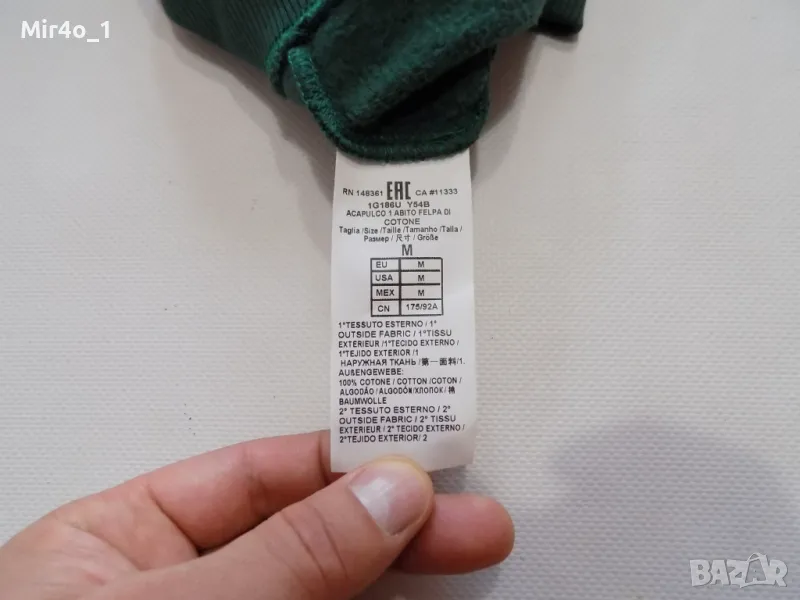 Mir4o_1
RN 148361 EAC CA #11333
1G186U Y54B
ACAPULCO 1 ABITO FELPA DI
COTONE
Taglia /Size /Taille /Tamanho /Talla /
Размер / 尺寸 / Größe
M
EU M
USA M
MEX M
CN 175/92A
1°TESSUTO ESTERNO / 1°
OUTSIDE FABRIC / 1°TISSU
EXTERIEUR /1°TECIDO EXTERNO /
1°TEJIDO EXTERIOR /1
НАРУЖНАЯ ТКАНЬ /第一面料/1.
AUßENGEWEBE:
100% COTONE / COTTON /COTON /
ALGODÃO /ALGODÓN/ХЛОПОК / 棉
BAUMWOLLE
2° TESSUTO ESTERNO / 2°
OUTSIDE FABRIC / 2° TISSU
EXTERIEUR / 2° TECIDO EXTERNO /
2°TEJIDO EXTERIOR/ 2
BAZAR